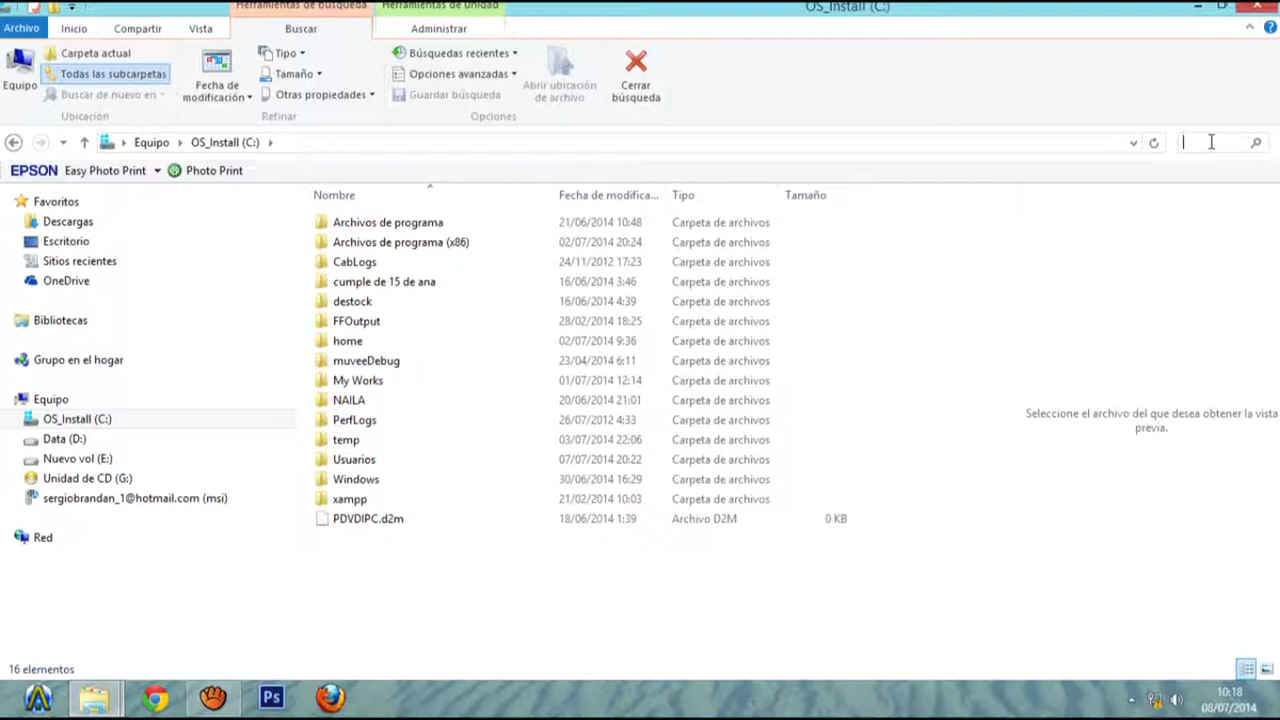 Herramientas de búsqueda
Herramientas de unidad
OS_Install (C:)
Archivo
Inicio
Compartir
Vista
Buscar
Administrar
Equipo
Carpeta actual
Todas las subcarpetas
Buscar de nuevo en
Ubicación
Fecha de
modificación
Tipo
Tamaño
Otras propiedades
Refinar
Búsquedas recientes
Opciones avanzadas
Guardar búsqueda
Opciones
Abrir ubicación
de archivo
Cerrar
búsqueda
Equipo
OS_Install (C:)
EPSON Easy Photo Print Photo Print
Favoritos
Descargas
Escritorio
Sitios recientes
OneDrive
Bibliotecas
Grupo en el hogar
Equipo
OS_Install (C:)
Data (D:)
Nuevo vol (E:)
Unidad de CD (G:)
sergiobrandan_1@hotmail.com (msi)
Red
Nombre Fecha de modifica... Tipo Tamaño
Archivos de programa 21/06/2014 10:48 Carpeta de archivos
Archivos de programa (x86) 02/07/2014 20:24 Carpeta de archivos
CabLogs 24/11/2012 17:23 Carpeta de archivos
cumple de 15 de ana 16/06/2014 3:46 Carpeta de archivos
destock 16/06/2014 4:39 Carpeta de archivos
FFOutput 28/02/2014 18:25 Carpeta de archivos
home 02/07/2014 9:36 Carpeta de archivos
muveeDebug 23/04/2014 6:11 Carpeta de archivos
My Works 01/07/2014 12:14 Carpeta de archivos
NAILA 20/06/2014 21:01 Carpeta de archivos
PerfLogs 26/07/2012 4:33 Carpeta de archivos
temp 03/07/2014 22:06 Carpeta de archivos
Usuarios 07/07/2014 20:22 Carpeta de archivos
Windows 30/06/2014 16:29 Carpeta de archivos
xampp 21/02/2014 10:03 Carpeta de archivos
PDVDIPC.d2m 18/06/2014 1:39 Archivo D2M 0 KB
Seleccione el archivo del que desea obtener la vista
previa.
16 elementos
Ps
10:18
08/07/2014